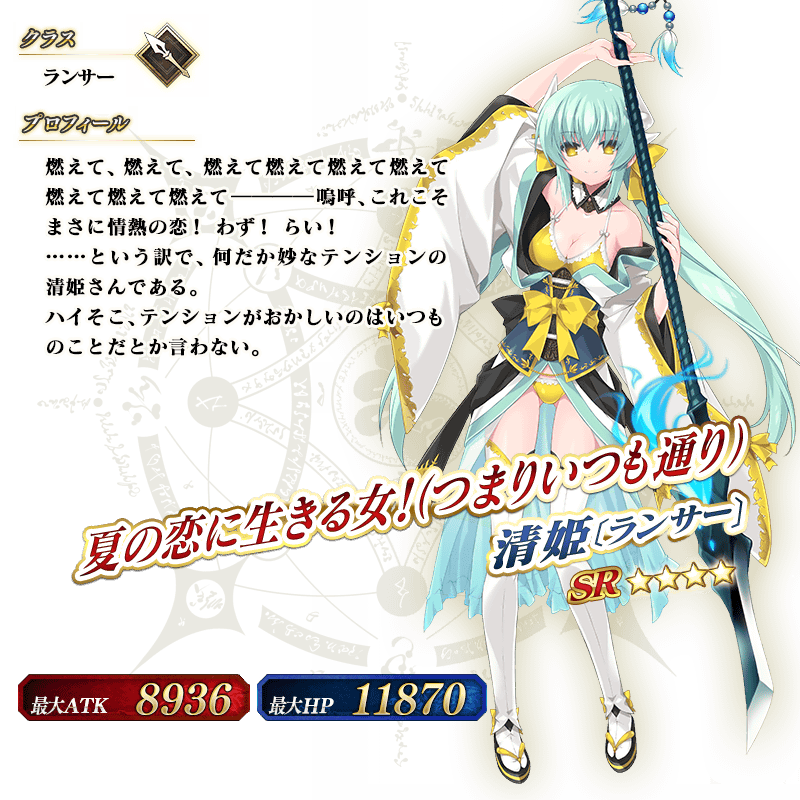 クラス
ランサー
プロフィール
燃えて、燃えて、燃えて燃えて燃えて燃えて
燃えて燃えて燃えて――――嗚呼、これこそ
まさに情熱の恋！ わず！ らい！
……という訳で、何だか妙なテンションの
清姫さんである。
ハイそこ、テンションがおかしいのはいつも
のことだとか言わない。
夏の恋に生きる女！(つまりいつも通り)
清姫〔ランサー〕
SR ★★★★
最大ATK 8936
最大HP 11870